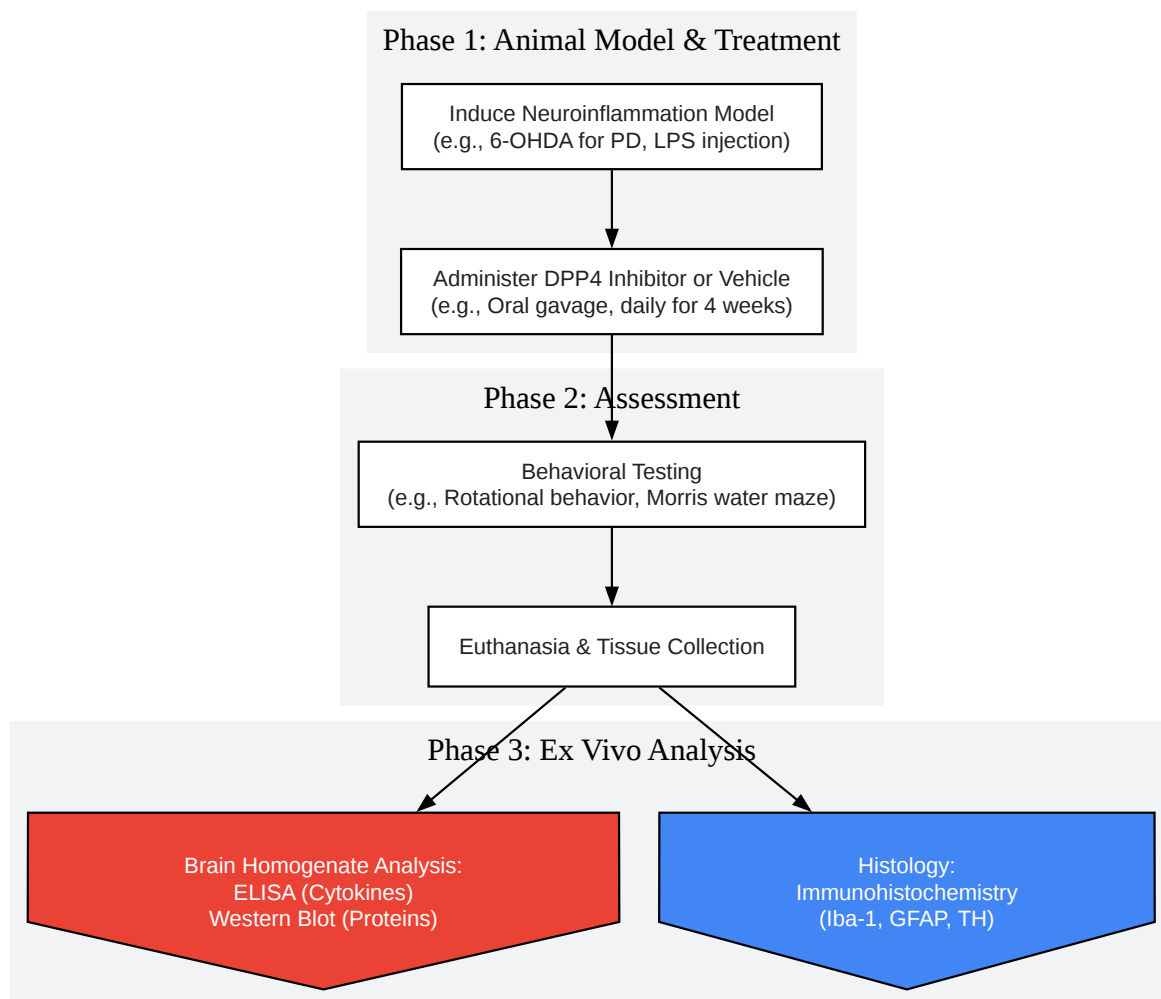 Phase 1: Animal Model & Treatment
Induce Neuroinflammation Model
(e.g., 6-OHDA for PD, LPS injection)
Administer DPP4 Inhibitor or Vehicle
(e.g., Oral gavage, daily for 4 weeks)
Phase 2: Assessment
Behavioral Testing
(e.g., Rotational behavior, Morris water maze)
Euthanasia & Tissue Collection
Phase 3: Ex Vivo Analysis
Brain Homogenate Analysis:
ELISA (Cytokines)
Western Blot (Proteins)
Histology:
Immunohistochemistry
(Iba-1, GFAP, TH)